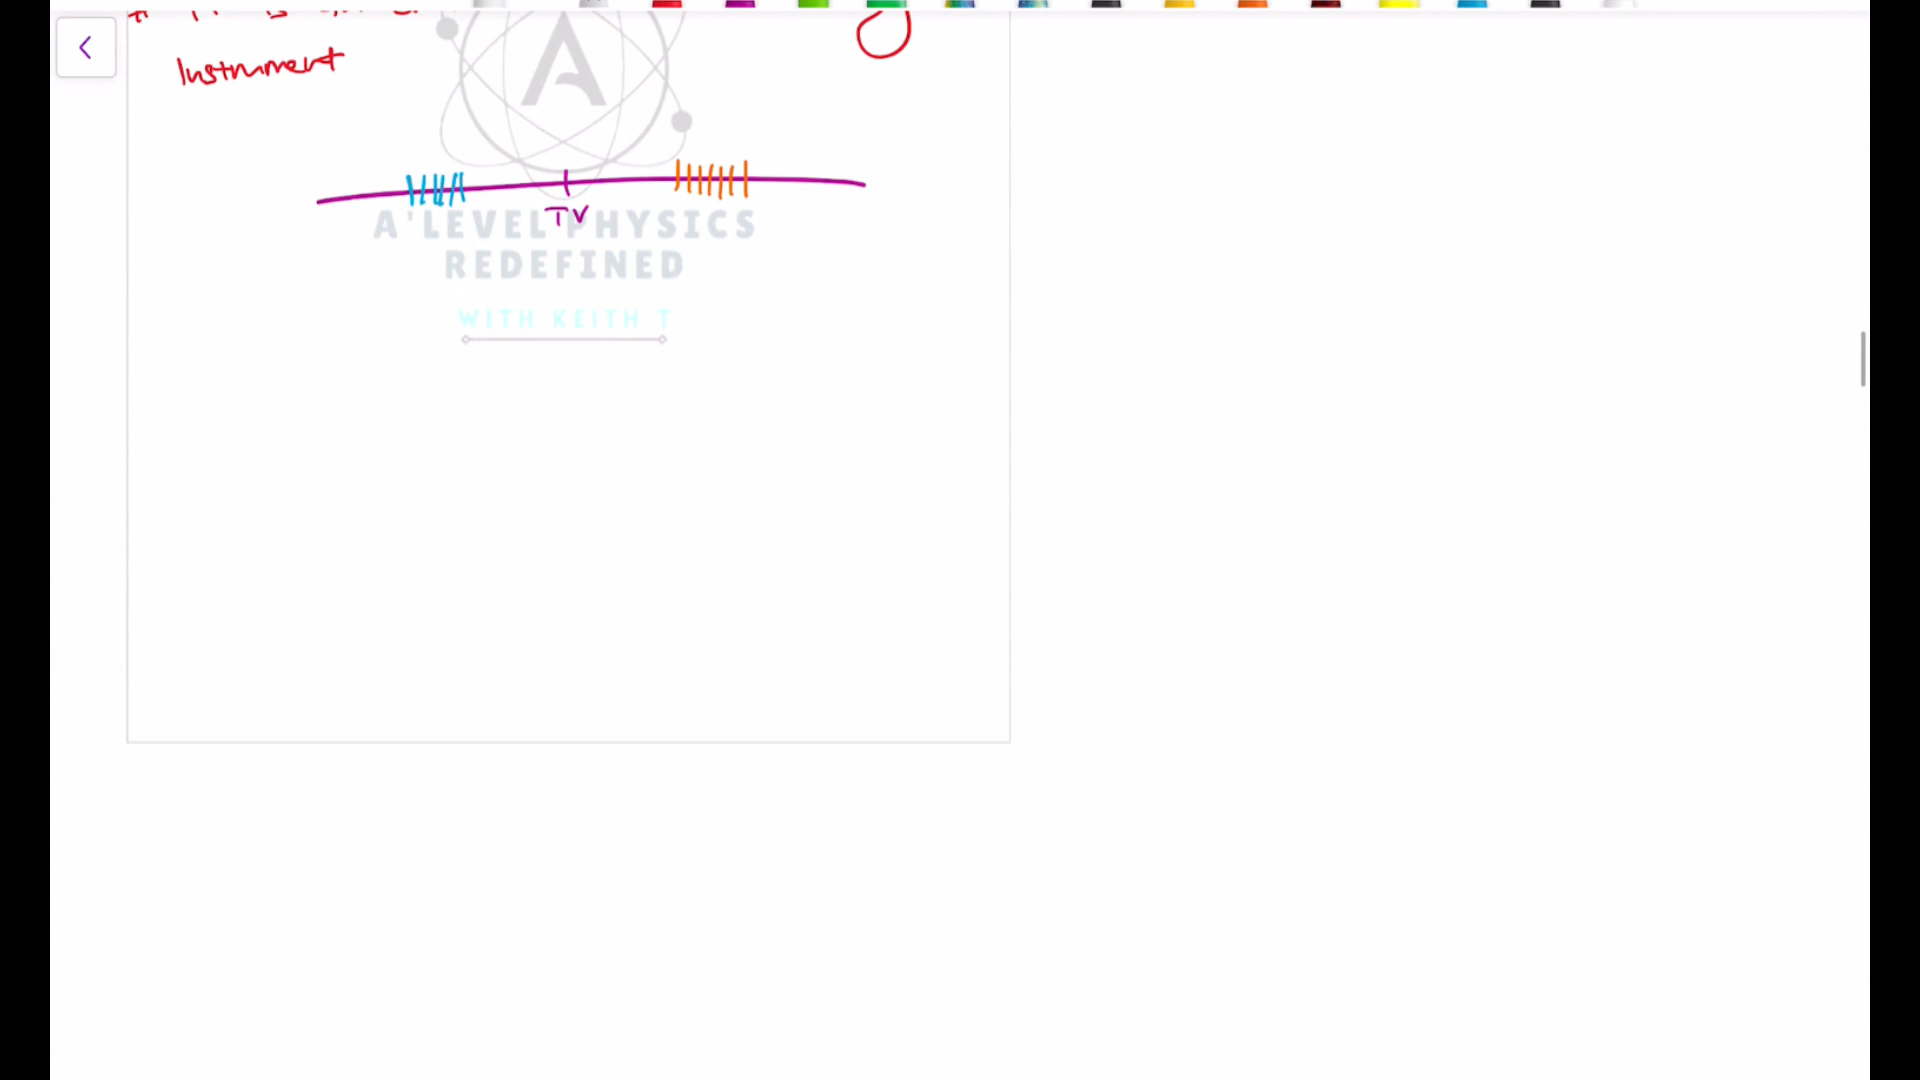 Instrument
A
TV
A'LEVEL PHYSICS
REDEFINED
WITH KEITH T